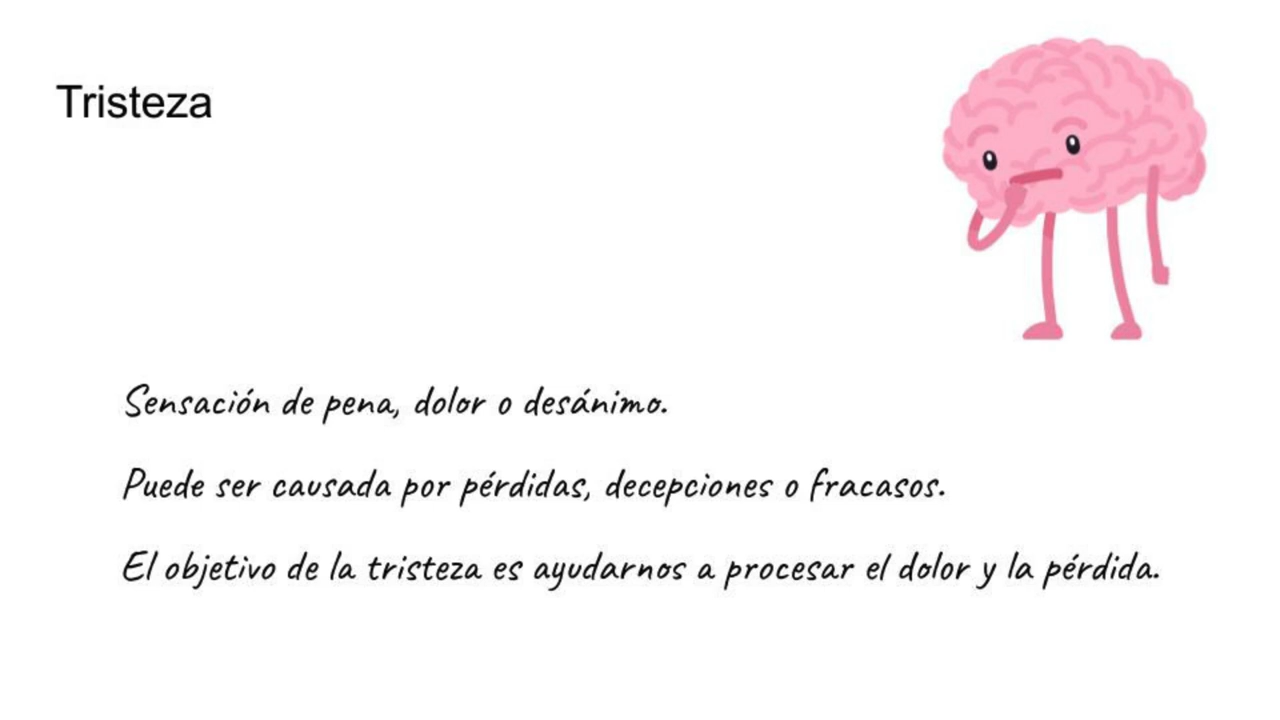 Tristeza
Sensación de pena, dolor o desánimo.
Puede ser causada por pérdidas, decepciones o fracasos.
El objetivo de la tristeza es ayudarnos a procesar el dolor y la pérdida.